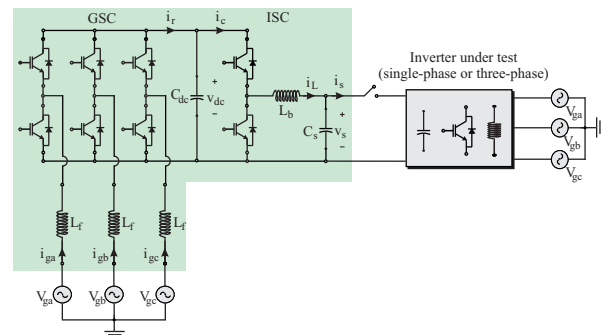 GSC
i_r
i_c
ISC
C_dc
+
v_dc
−
L_b
i_L
i_s
C_s
+
v_s
−
Inverter under test
(single-phase or three-phase)
V_ga
V_gb
V_gc
L_f
L_f
L_f
i_ga
i_gb
i_gc
V_ga
V_gb
V_gc